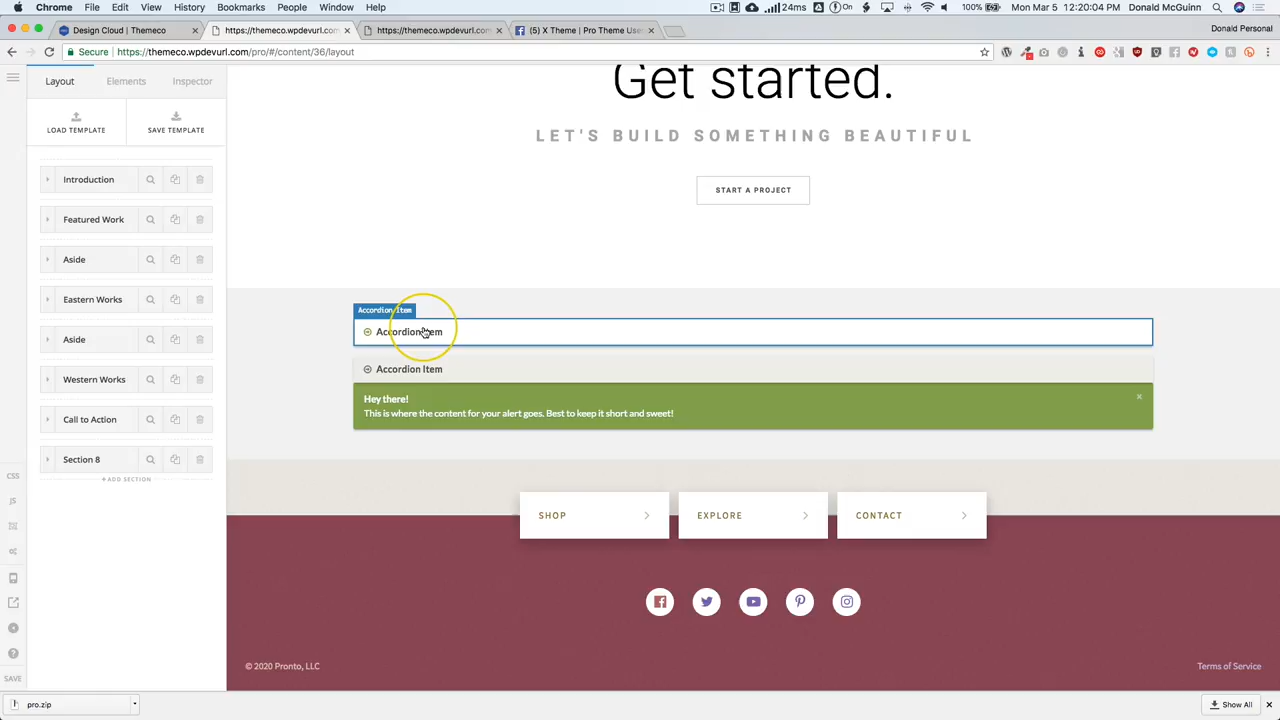 Chrome File Edit View History Bookmarks People Window Help 24ms On 100% Mon Mar 5 12:20:04 PM Donald McGuinn
Design Cloud | Themeco
https://themeco.wpdevurl.com/
https://themeco.wpdevurl.com/
(5) X Theme | Pro Theme Use
Donald Personal
Secure https://themeco.wpdevurl.com/pro/#/content/36/layout
Layout Elements Inspector
LOAD TEMPLATE SAVE TEMPLATE
Introduction
Featured Work
Aside
Eastern Works
Aside
Western Works
Call to Action
Section 8
+ ADD SECTION
CSS
JS
SAVE
Get started.
LET'S BUILD SOMETHING BEAUTIFUL
START A PROJECT
Accordion Item
Accordion Item
Accordion Item
Hey there!
This is where the content for your alert goes. Best to keep it short and sweet!
SHOP EXPLORE CONTACT
© 2020 Pronto, LLC Terms of Service
pro.zip Show All